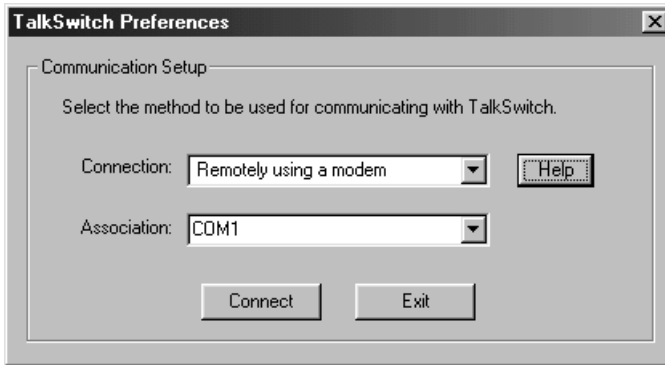 TalkSwitch Preferences
Communication Setup
Select the method to be used for communicating with TalkSwitch.
Connection: Remotely using a modem Help
Association: COM1
Connect Exit